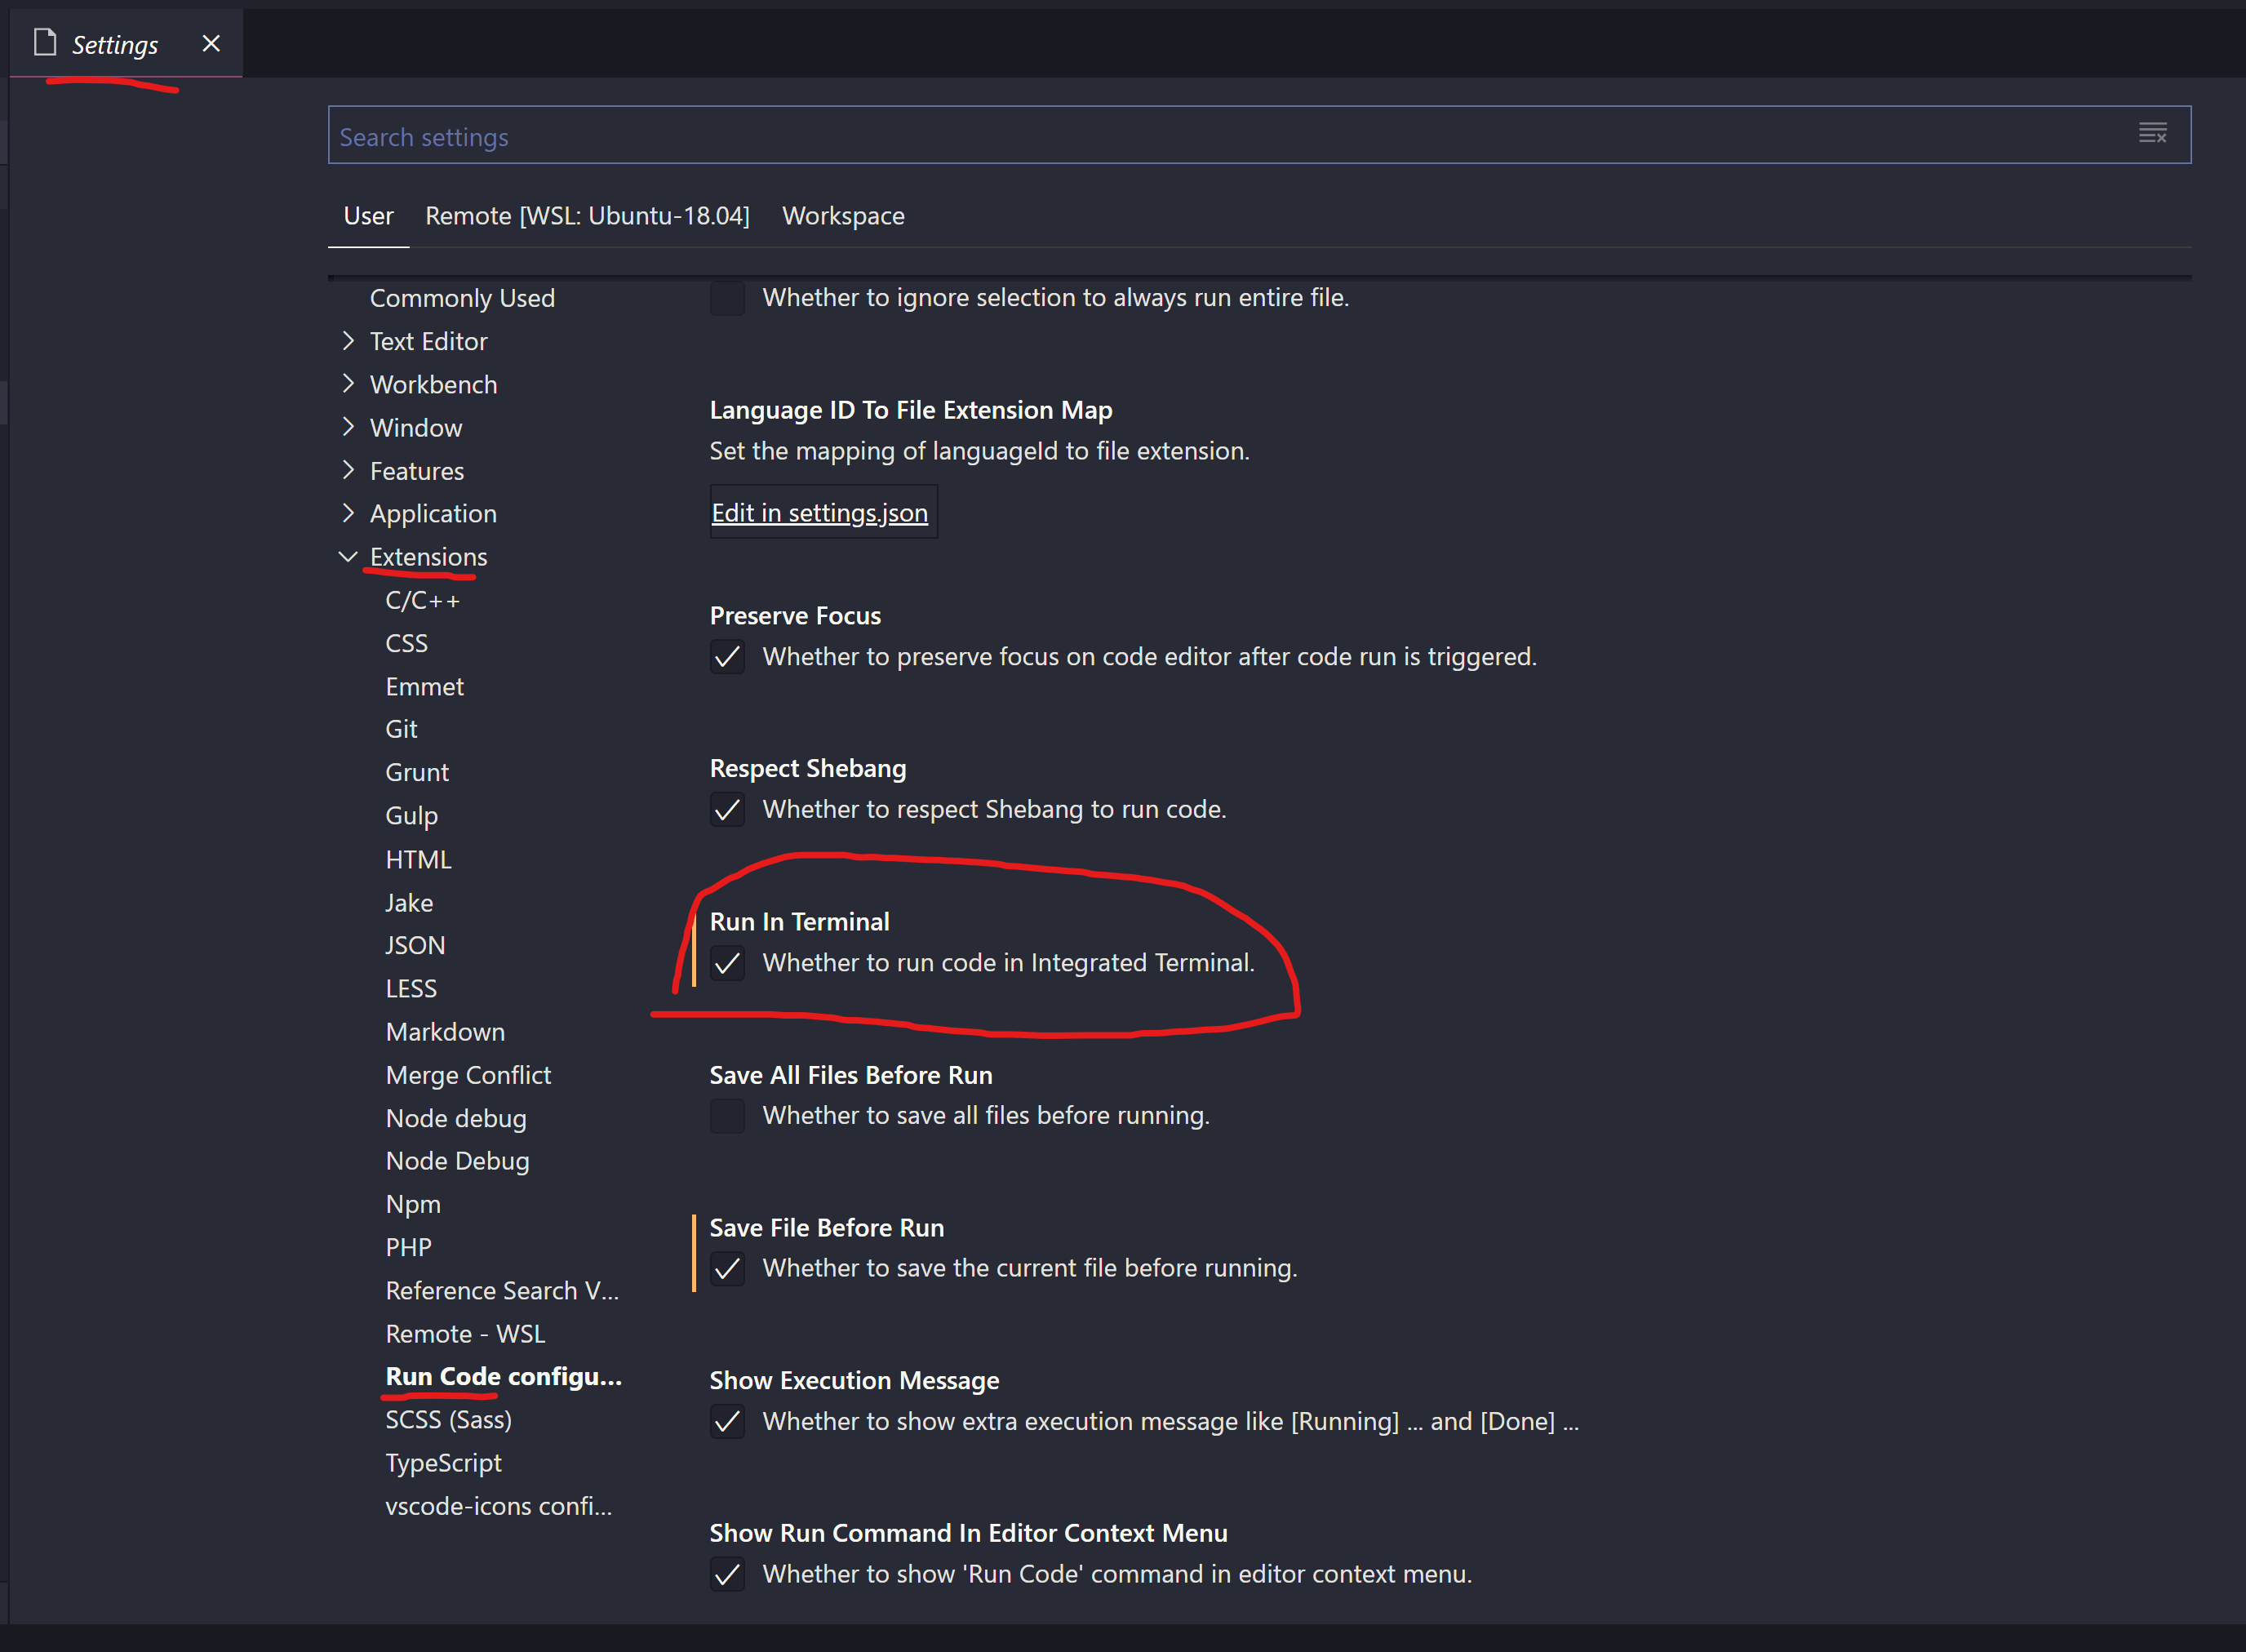 Settings
Search settings
User Remote [WSL: Ubuntu-18.04] Workspace
Commonly Used
Text Editor
Workbench
Window
Features
Application
Extensions
C/C++
CSS
Emmet
Git
Grunt
Gulp
HTML
Jake
JSON
LESS
Markdown
Merge Conflict
Node debug
Node Debug
Npm
PHP
Reference Search V...
Remote - WSL
Run Code configu...
SCSS (Sass)
TypeScript
vscode-icons confi...
Whether to ignore selection to always run entire file.
Language ID To File Extension Map
Set the mapping of languageId to file extension.
Edit in settings.json
Preserve Focus
Whether to preserve focus on code editor after code run is triggered.
Respect Shebang
Whether to respect Shebang to run code.
Run In Terminal
Whether to run code in Integrated Terminal.
Save All Files Before Run
Whether to save all files before running.
Save File Before Run
Whether to save the current file before running.
Show Execution Message
Whether to show extra execution message like [Running] ... and [Done] ...
Show Run Command In Editor Context Menu
Whether to show 'Run Code' command in editor context menu.